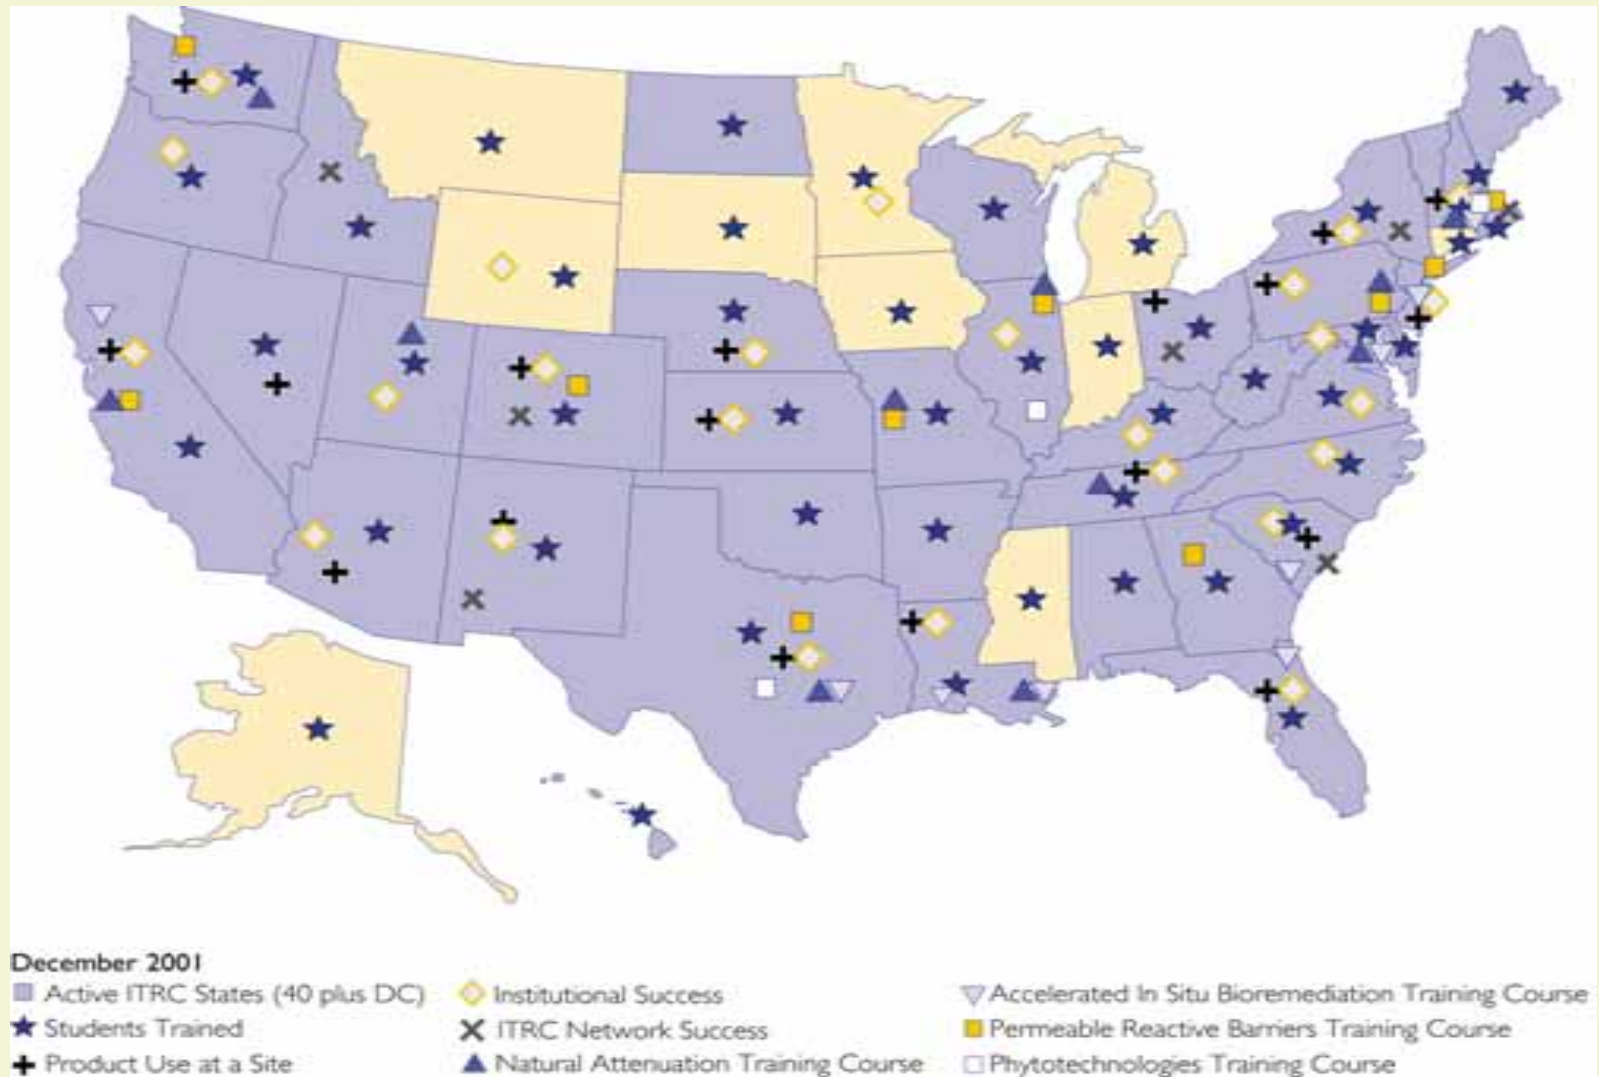 December 2001
Active ITRC States (40 plus DC)
Students Trained
Product Use at a Site
Institutional Success
ITRC Network Success
Natural Attenuation Training Course
Accelerated In Situ Bioremediation Training Course
Permeable Reactive Barriers Training Course
Phytotechnologies Training Course